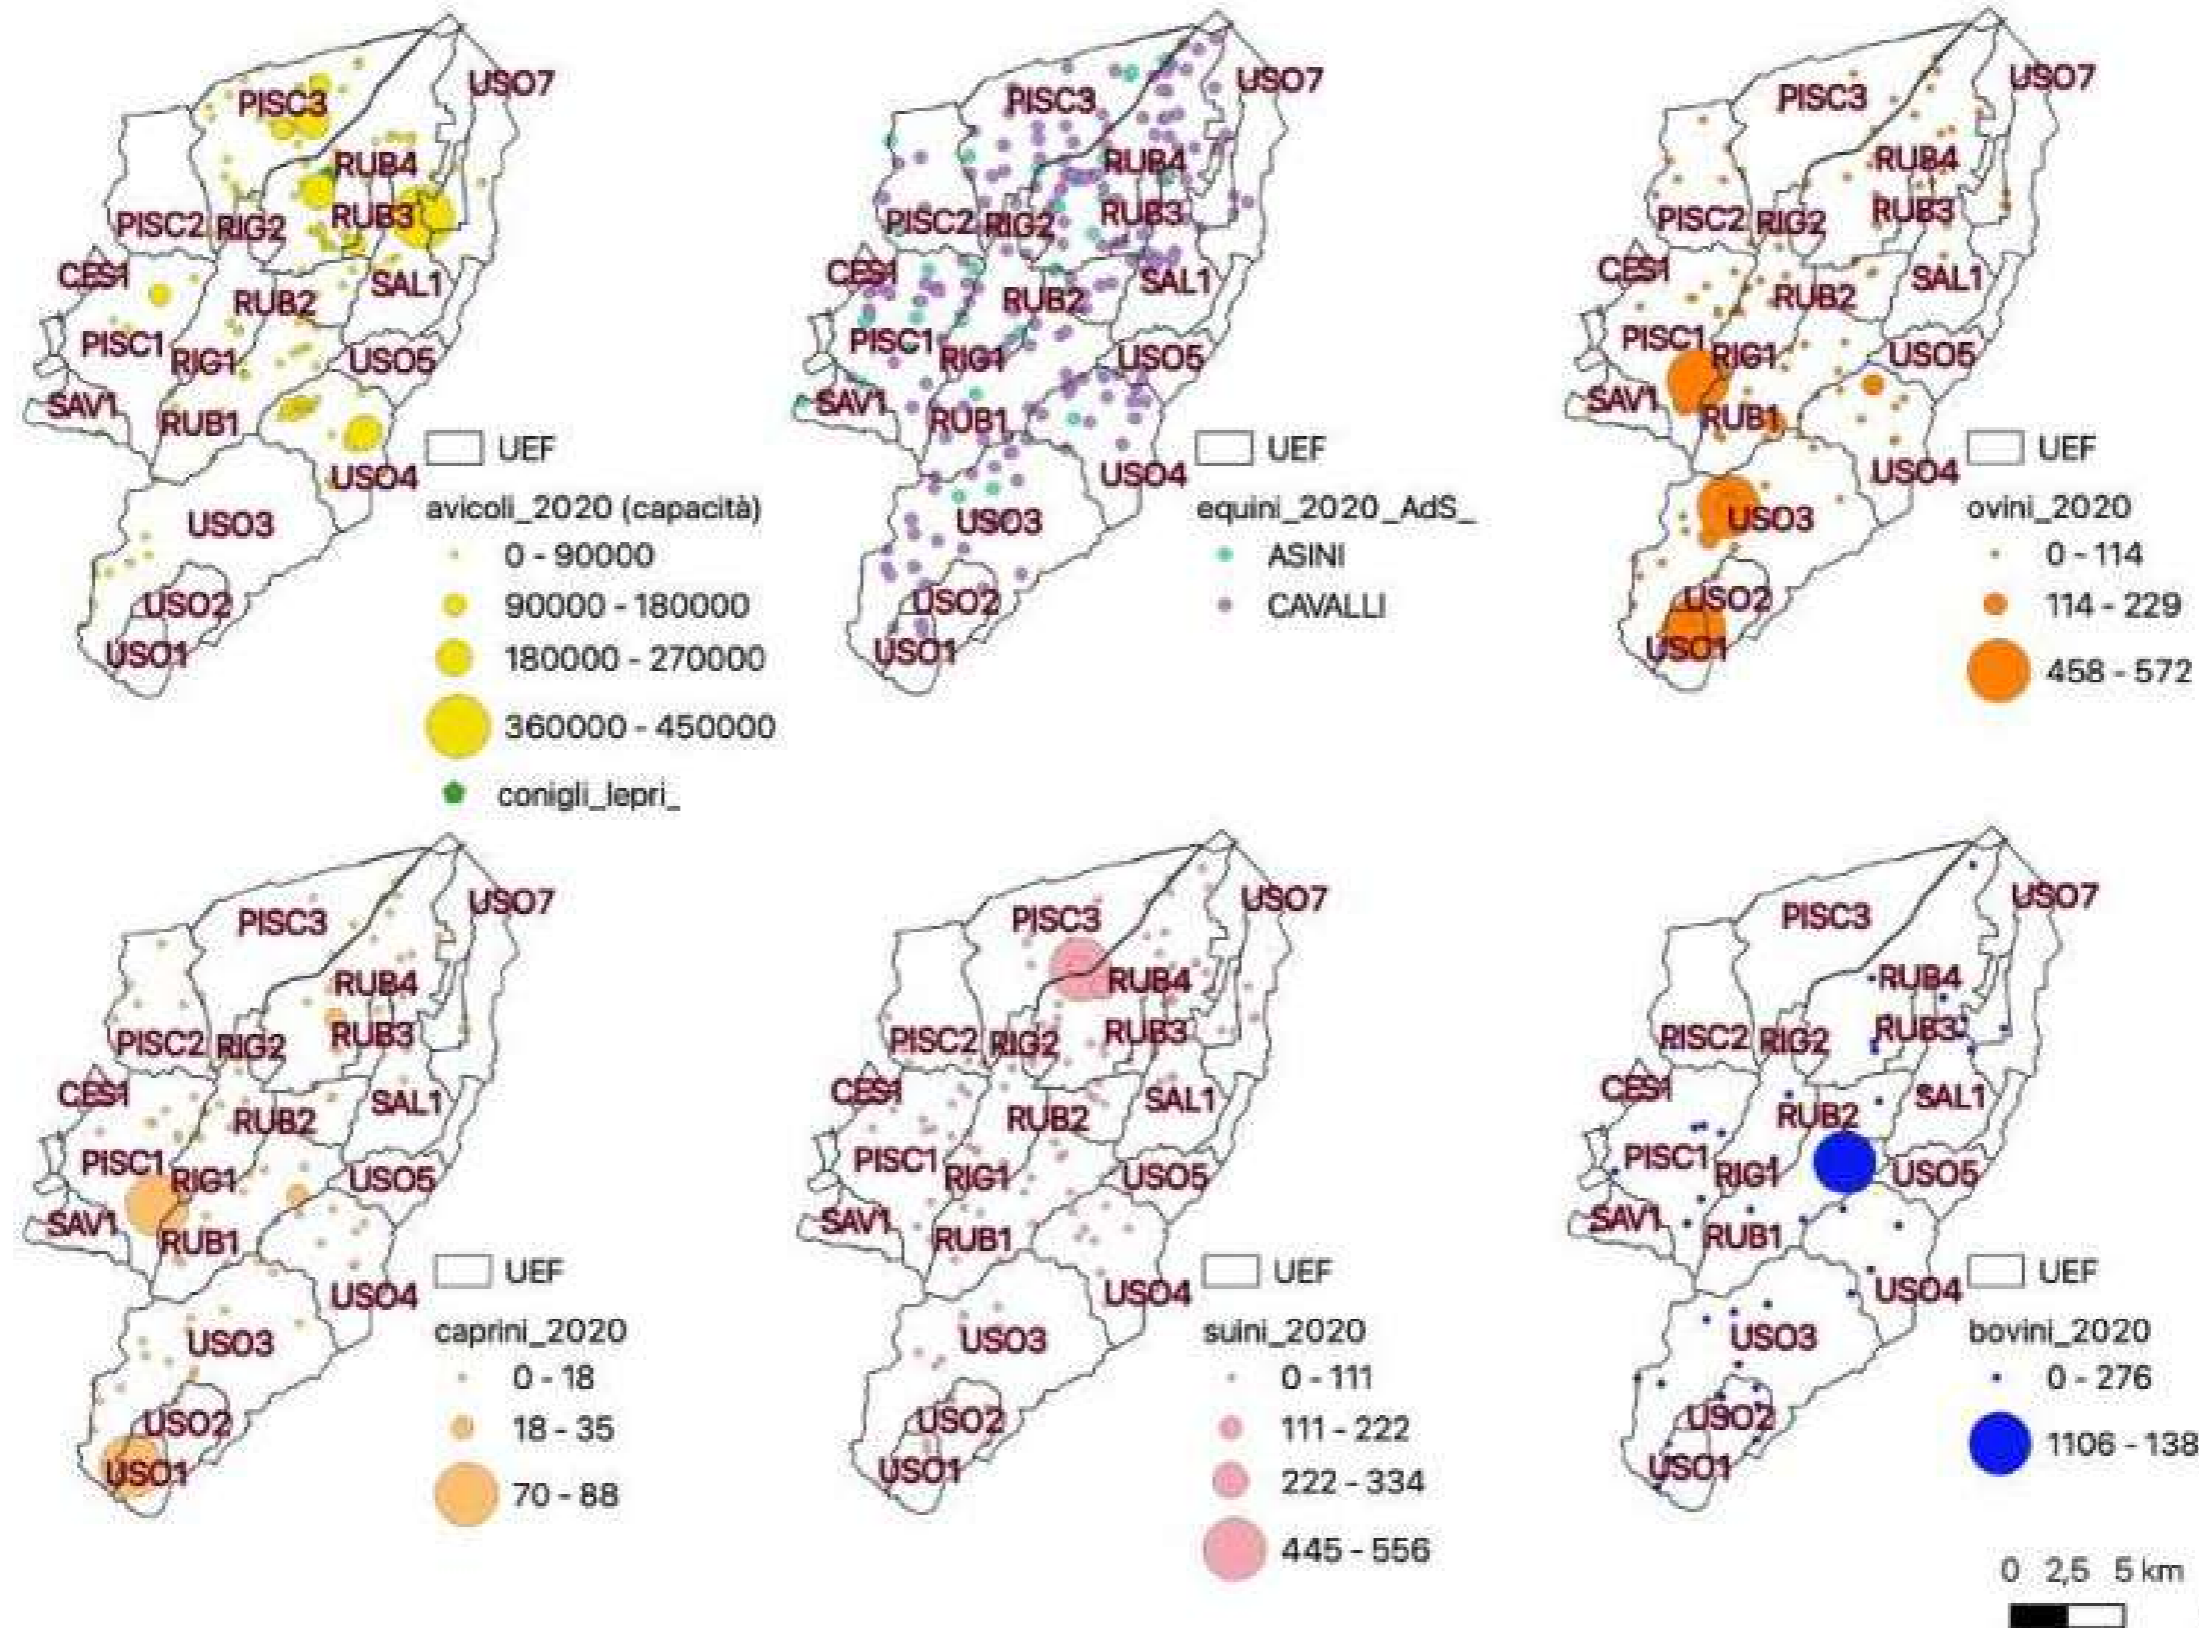 PISC3
USO7
RUB4
PISC2
RIG2
RUB3
CES1
RUB2
SAL1
PISC1
RIG1
USO5
SAV1
RUB1
USO4
USO3
USO2
USO1
UEF
avicoli_2020 (capacità)
0 - 90000
90000 - 180000
180000 - 270000
360000 - 450000
conigli_lepri_
PISC3
USO7
RUB4
PISC2
RIG2
RUB3
CES1
RUB2
SAL1
PISC1
RIG1
USO5
SAV1
RUB1
USO4
USO3
USO2
USO1
UEF
equini_2020_AdS_
ASINI
CAVALLI
PISC3
USO7
RUB4
PISC2
RIG2
RUB3
CES1
RUB2
SAL1
PISC1
RIG1
USO5
SAV1
RUB1
USO4
USO3
USO2
USO1
UEF
ovini_2020
0 - 114
114 - 229
458 - 572
PISC3
USO7
RUB4
PISC2
RIG2
RUB3
CES1
RUB2
SAL1
PISC1
RIG1
USO5
SAV1
RUB1
USO4
USO3
USO2
USO1
UEF
caprini_2020
0 - 18
18 - 35
70 - 88
PISC3
USO7
RUB4
PISC2
RIG2
RUB3
CES1
RUB2
SAL1
PISC1
RIG1
USO5
SAV1
RUB1
USO4
USO3
USO2
USO1
UEF
suini_2020
0 - 111
111 - 222
222 - 334
445 - 556
PISC3
USO7
RUB4
PISC2
RIG2
RUB3
CES1
RUB2
SAL1
PISC1
RIG1
USO5
SAV1
RUB1
USO4
USO3
USO2
USO1
UEF
bovini_2020
0 - 276
1106 - 138
0 2,5 5 km